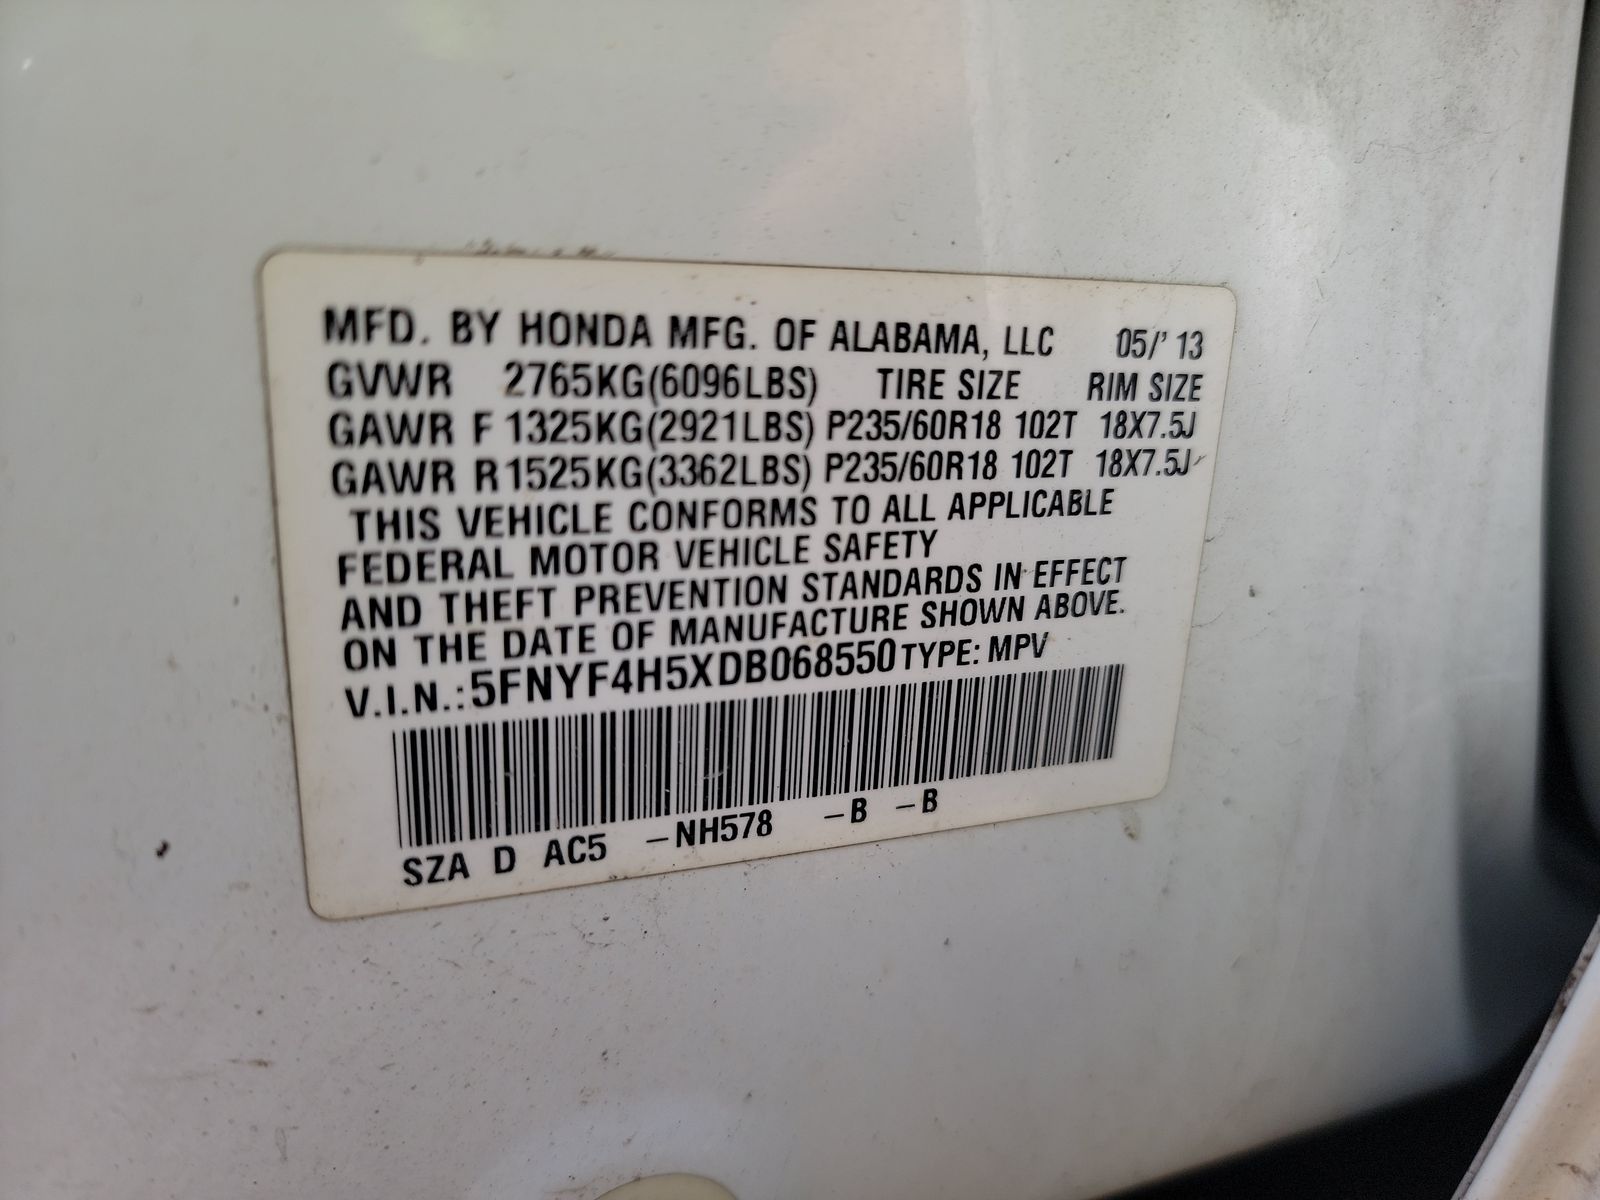 MFD. BY HONDA MFG. OF ALABAMA, LLC 05/' 13
GVWR 2765KG(6096LBS) TIRE SIZE RIM SIZE
GAWR F 1325KG(2921LBS) P235/60R18 102T 18X7.5J
GAWR R 1525KG(3362LBS) P235/60R18 102T 18X7.5J
THIS VEHICLE CONFORMS TO ALL APPLICABLE
FEDERAL MOTOR VEHICLE SAFETY
AND THEFT PREVENTION STANDARDS IN EFFECT
ON THE DATE OF MANUFACTURE SHOWN ABOVE.
V.I.N.:5FNYF4H5XDB068550 TYPE: MPV
SZA D AC5 -NH578 -B -B